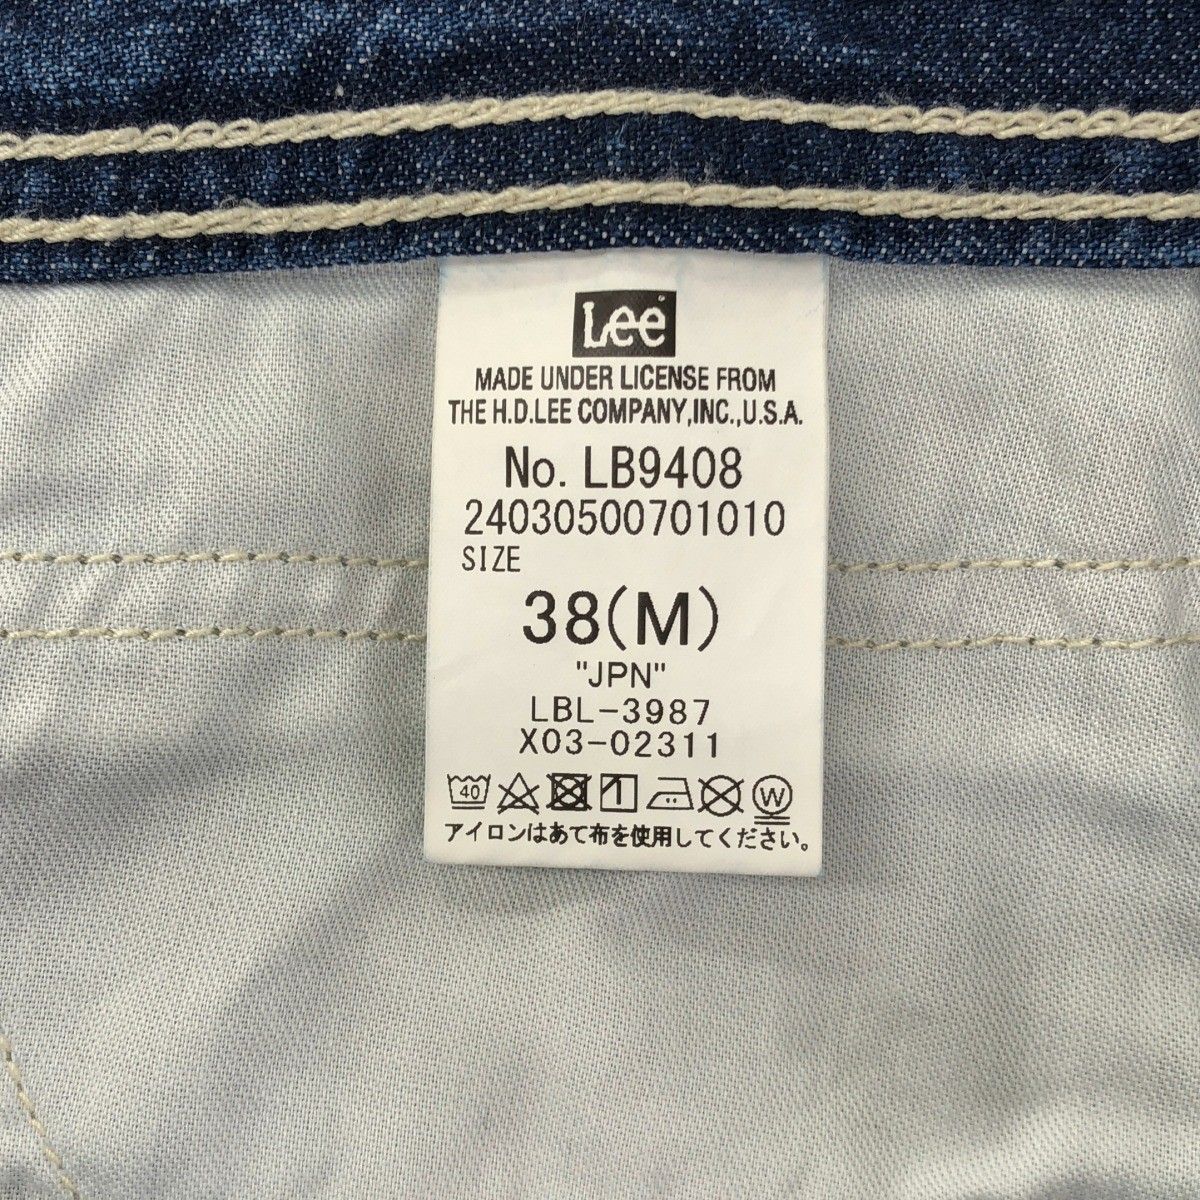 Lee
MADE UNDER LICENSE FROM
THE H.D.LEE COMPANY,INC.,U.S.A.
No. LB9408
24030500701010
SIZE
38(M)
"JPN"
LBL-3987
X03-02311
40 W
アイロンはあて布を使用してください。